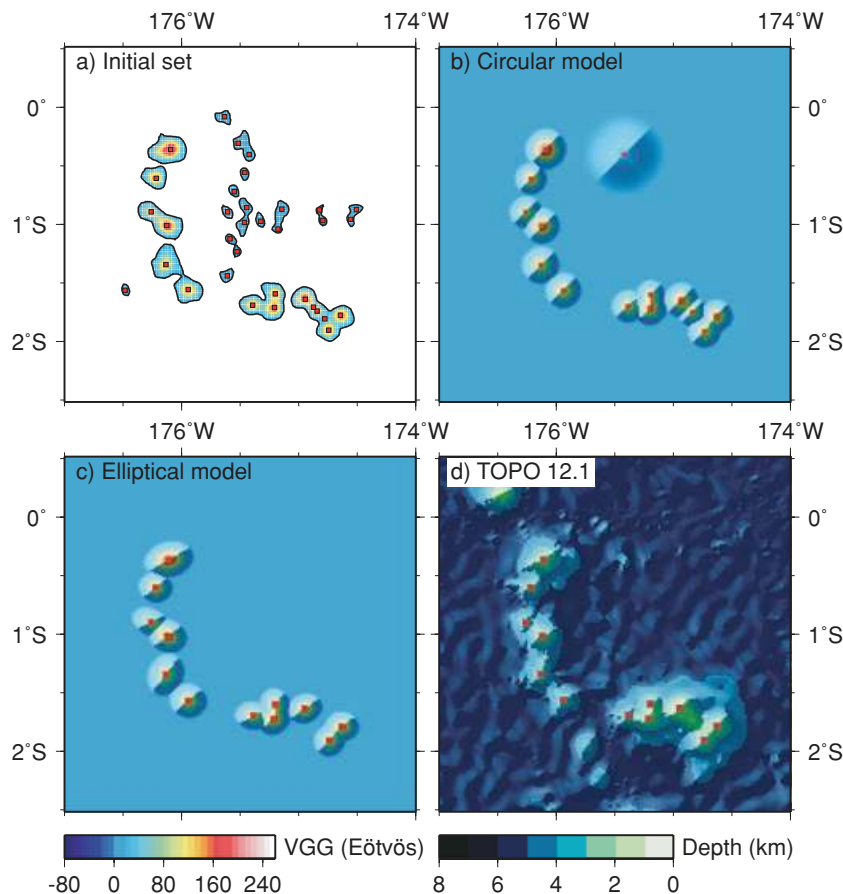 176˚W 174˚W
a) Initial set b) Circular model
0˚ 0˚
1˚S 1˚S
2˚S 2˚S
176˚W 174˚W 176˚W 174˚W
c) Elliptical model d) TOPO 12.1
0˚ 0˚
1˚S 1˚S
2˚S 2˚S
VGG (Eötvös) Depth (km)
-80 0 80 160 240 8 6 4 2 0